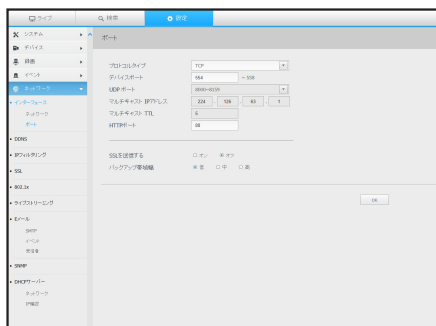 ライブ
検索
設定
システム
デバイス
録画
イベント
ネットワーク
インターフェース
ネットワーク
ポート
DDNS
IPフィルタリング
SSL
802.1x
ライブストリーミング
Eメール
SMTP
イベント
受信者
SNMP
DHCPサーバー
ネットワーク
IP確認
ポート
プロトコルタイプ TCP
デバイスポート 554 ~ 558
UDP ポート 8000~8159
マルチキャスト IPアドレス 224 . 126 . 63 . 1
マルチキャスト TTL 5
HTTPポート 80
SSLを送信する オン オフ
バックアップ帯域幅 低 中 高
OK